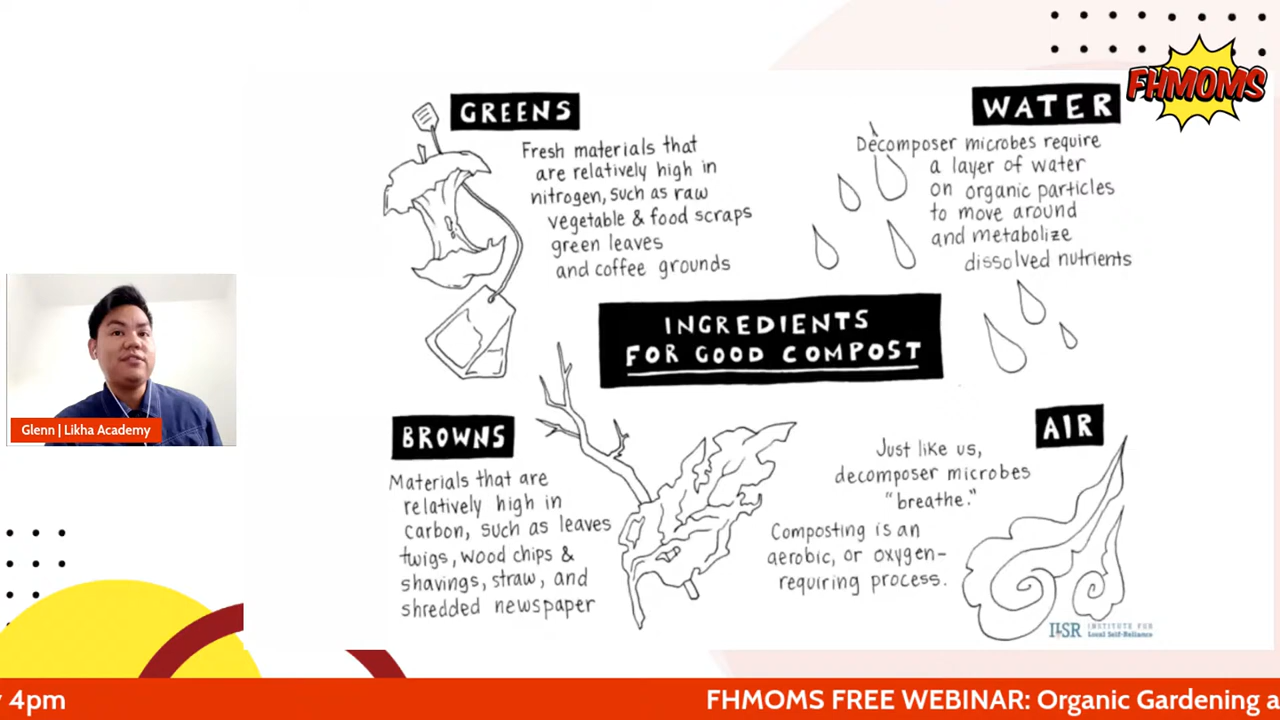 FHMOMS
GREENS
Fresh materials that
are relatively high in
nitrogen, such as raw
vegetable & food scraps
green leaves
and coffee grounds
WATER
Decomposer microbes require
a layer of water
on organic particles
to move around
and metabolize
dissolved nutrients
INGREDIENTS
FOR GOOD COMPOST
BROWNS
Materials that are
relatively high in
carbon, such as leaves
twigs, wood chips &
shavings, straw, and
shredded newspaper
AIR
Just like us,
decomposer microbes
"breathe."
Composting is an
aerobic, or oxygen-
requiring process.
ILSR INSTITUTE FOR
Local Self-Reliance
Glenn | Likha Academy
y 4pm
FHMOMS FREE WEBINAR: Organic Gardening a